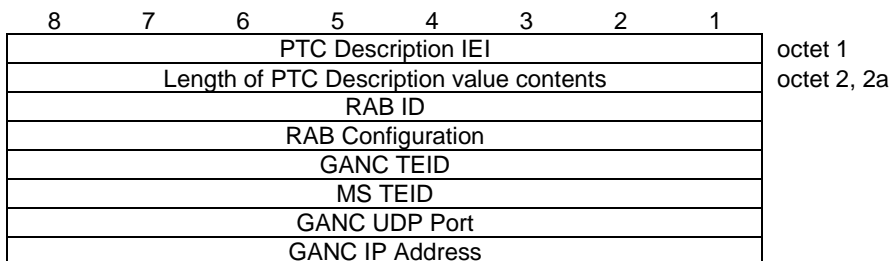 8 7 6 5 4 3 2 1
PTC Description IEI octet 1
Length of PTC Description value contents octet 2, 2a
RAB ID
RAB Configuration
GANC TEID
MS TEID
GANC UDP Port
GANC IP Address